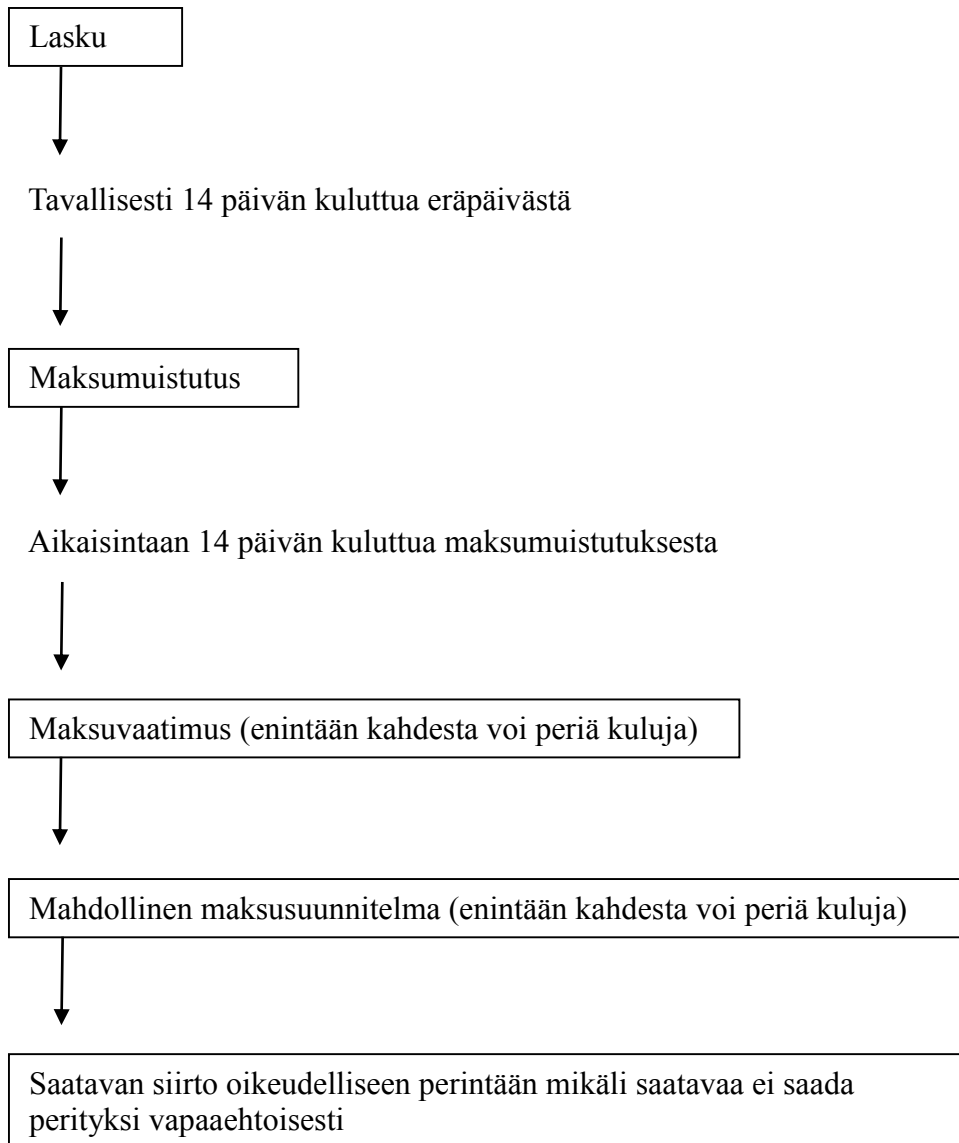 Lasku
Tavallisesti 14 päivän kuluttua eräpäivästä
Maksumuistutus
Aikaisintaan 14 päivän kuluttua maksumuistutuksesta
Maksuvaatimus (enintään kahdesta voi periä kuluja)
Mahdollinen maksusuunnitelma (enintään kahdesta voi periä kuluja)
Saatavan siirto oikeudelliseen perintään mikäli saatavaa ei saada
perityksi vapaaehtoisesti